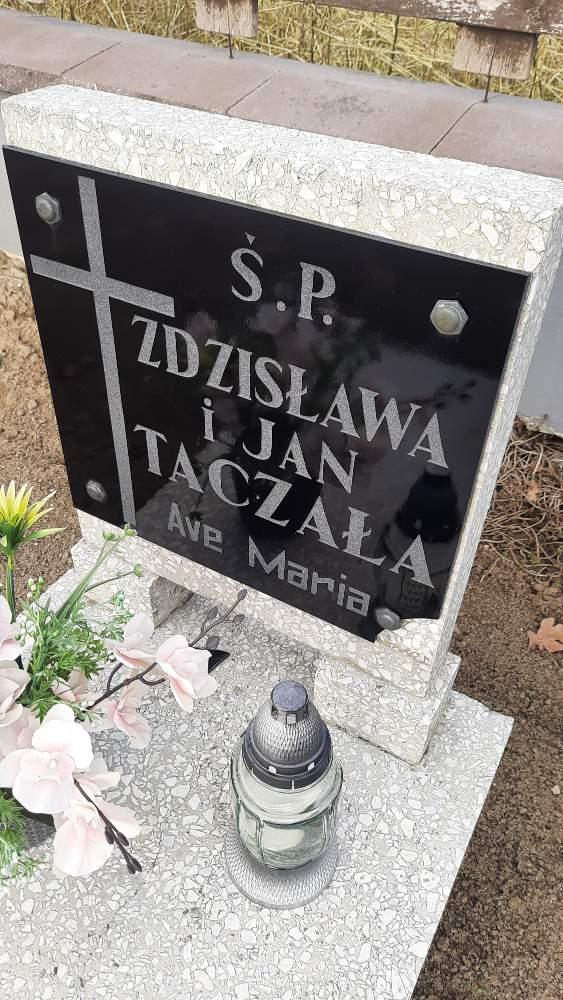 Ś.P.
ZDZISŁAWA
i JAN
TACZAŁA
Ave Maria